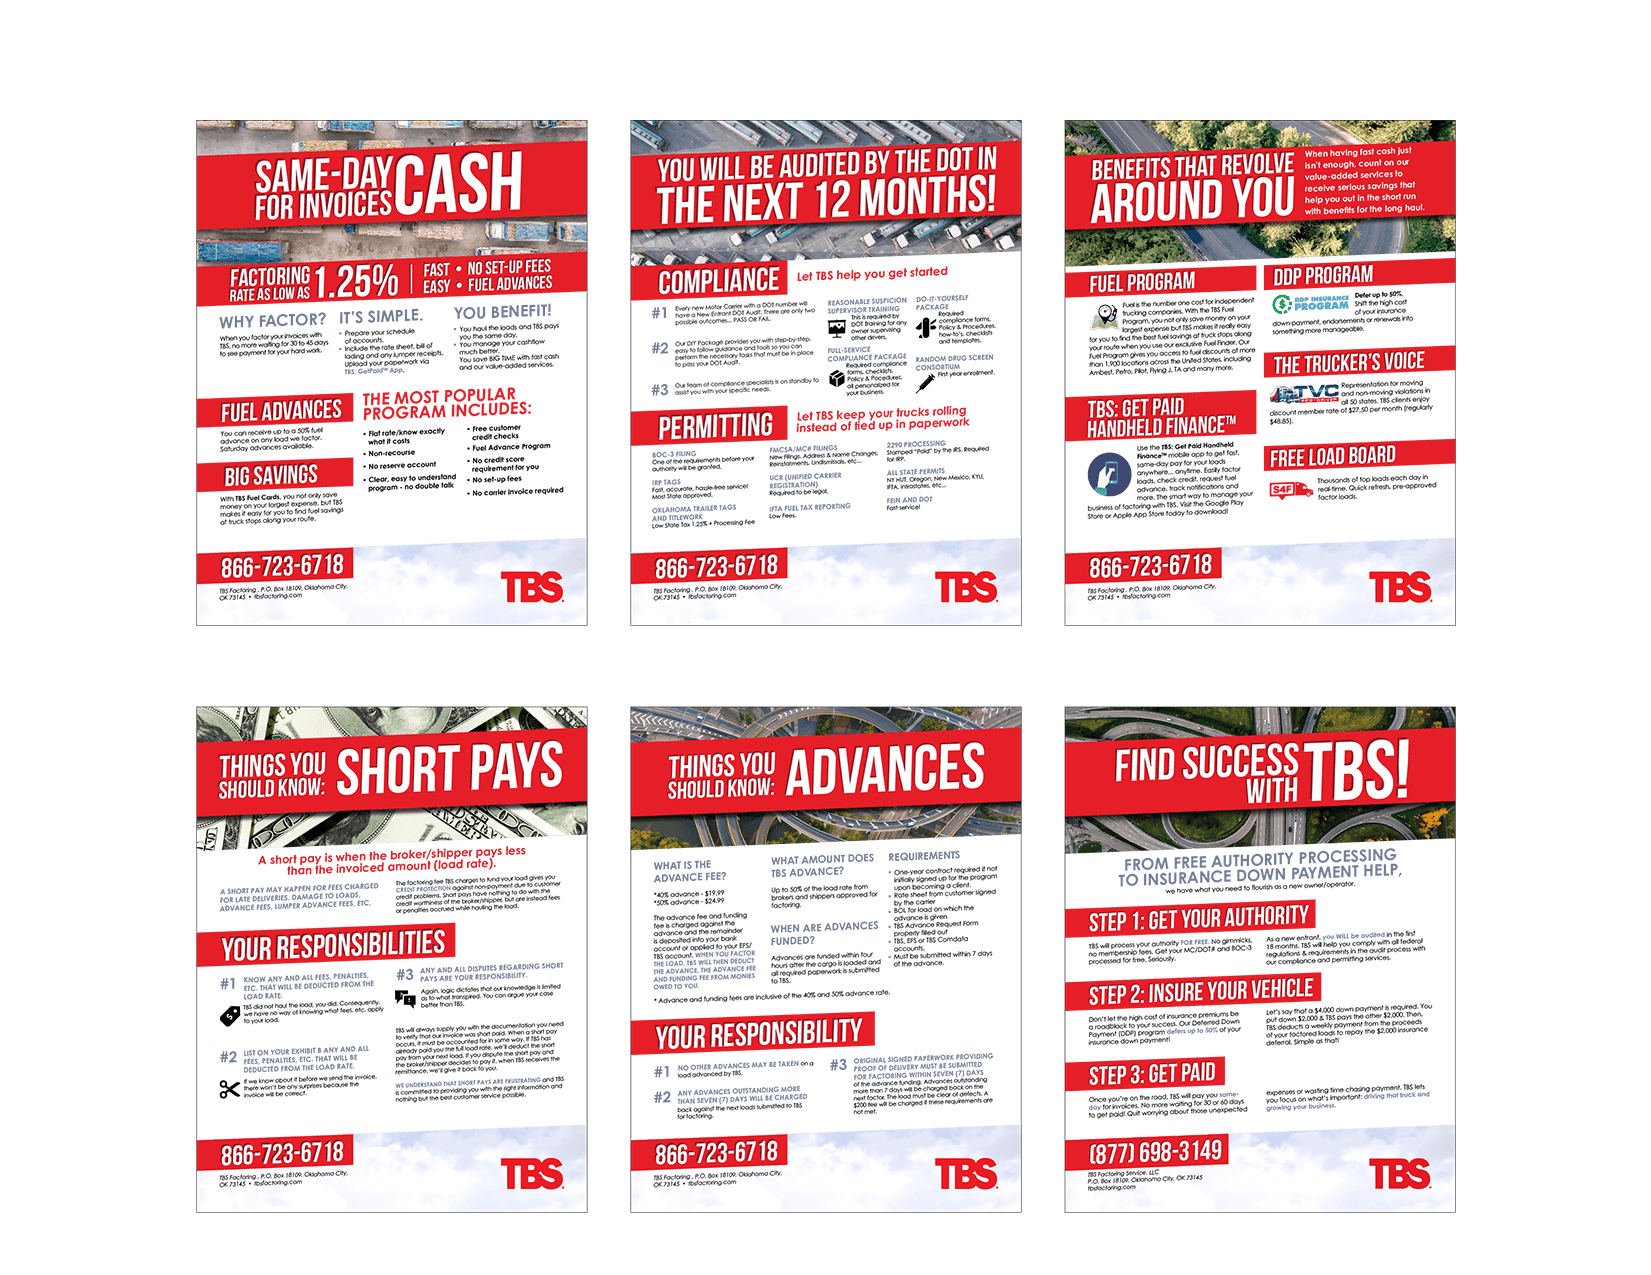 SAME-DAY
FOR INVOICES
CASH
FACTORING
RATE AS LOW AS
1.25%
FAST • NO SET-UP FEES
EASY • FUEL ADVANCES
WHY FACTOR?
When you factor your invoices with
TBS, no more waiting for 30 to 45 days
to see payment for your hard work.
IT'S SIMPLE.
• Prepare your schedule
of accounts.
• Include the rate sheet, bill of
lading and any lumper receipts.
Upload your paperwork via
TBS: GetPaid™ App.
YOU BENEFIT!
• You haul the loads and TBS pays
you the same day.
• You manage your cashflow
much better.
You save BIG TIME with fast cash
and our value-added services.
FUEL ADVANCES
You can receive up to a 50% fuel
advance on any load we factor.
Saturday advances available.
BIG SAVINGS
With TBS Fuel Cards, you not only save
money on your largest expense, but TBS
makes it easy for you to find fuel savings
at truck stops along your route.
THE MOST POPULAR
PROGRAM INCLUDES:
• Flat rate/know exactly
what it costs
• Non-recourse
• No reserve account
• Clear, easy to understand
program - no double talk
• Free customer
credit checks
• Fuel Advance Program
• No credit score
requirement for you
• No set-up fees
• No carrier invoice required
866-723-6718
TBS Factoring . P.O. Box 18109, Oklahoma City,
OK 73145 • tbsfactoring.com
TBS.
YOU WILL BE AUDITED BY THE DOT IN
THE NEXT 12 MONTHS!
COMPLIANCE
Let TBS help you get started
#1
Every new Motor Carrier with a DOT number will
have a New Entrant DOT Audit. There are only two
possible outcomes... PASS OR FAIL.
#2
Our DIY Package provides you with step-by-step,
easy to follow guidance and tools so you can
perform the necessary tasks that must be in place
to pass your DOT Audit.
#3
Our team of compliance specialists is on standby to
assist you with your specific needs.
REASONABLE SUSPICION
SUPERVISOR TRAINING
This is required by
DOT training for any
owner supervising
other drivers.
FULL-SERVICE
COMPLIANCE PACKAGE
Required compliance
forms, checklists,
Policy & Pocedures,
all personalized for
your business.
DO-IT-YOURSELF
PACKAGE
Required
compliance forms,
Policy & Procedures,
how-to's, checklists
and templates.
RANDOM DRUG SCREEN
CONSORTIUM
First year enrollment.
PERMITTING
Let TBS keep your trucks rolling
instead of tied up in paperwork
BOC-3 FILING
One of the requirements before your
authority will be granted.
IRP TAGS
Fast, accurate, hassle-free service!
Most State approved.
OKLAHOMA TRAILER TAGS
AND TITLEWORK
Low State Tax 1.25% + Processing Fee
FMCSA/MC# FILINGS
New Filings, Address & Name Changes,
Reinstatments, Undismissals, etc...
UCR (UNIFIED CARRIER
REGISTRATION)
Required to be legal.
IFTA FUEL TAX REPORTING
Low Fees.
2290 PROCESSING
Stamped "Paid" by the IRS. Required
for IRP.
ALL STATE PERMITS
NY HUT, Oregon, New Mexico, KYU,
IFTA, intrastates, etc...
FEIN AND DOT
Fast service!
866-723-6718
TBS Factoring . P.O. Box 18109, Oklahoma City,
OK 73145 • tbsfactoring.com
TBS.
BENEFITS THAT REVOLVE
AROUND YOU
When having fast cash just
isn't enough, count on our
value-added services to
receive serious savings that
help you out in the short run
with benefits for the long haul.
FUEL PROGRAM
Fuel is the number one cost for independent
trucking companies. With the TBS Fuel
Program, you not only save money on your
largest expense but TBS makes it really easy
for you to find the best fuel savings at truck stops along
your route when you use our exclusive Fuel Finder. Our
Fuel Program gives you access to fuel discounts at more
than 1,900 locations across the United States, including
Ambest, Petro, Pilot, Flying J, TA and many more.
TBS: GET PAID
HANDHELD FINANCE™
Use the TBS: Get Paid Handheld
Finance™ mobile app to get fast,
same-day pay for your loads
anywhere... anytime. Easily factor
loads, check credit, request fuel
advance, track notifications and
more. The smart way to manage your
business of factoring with TBS. Visit the Google Play
Store or Apple App Store today to download!
DDP PROGRAM
DDP INSURANCE
PROGRAM
Defer up to 50%.
Shift the high cost
of your insurance
down-payment, endorsements or renewals into
something more manageable.
THE TRUCKER'S VOICE
TVC
PRO-DRIVER
Representation for moving
and non-moving violations in
all 50 states, TBS clients enjoy
discount member rate of $27.50 per month (regularly
$48.85).
FREE LOAD BOARD
S4F
Thousands of top loads each day in
real-time. Quick refresh, pre-approved
factor loads.
866-723-6718
TBS Factoring . P.O. Box 18109, Oklahoma City,
OK 73145 • tbsfactoring.com
TBS.
THINGS YOU
SHOULD KNOW:
SHORT PAYS
A short pay is when the broker/shipper pays less
than the invoiced amount (load rate).
A SHORT PAY MAY HAPPEN FOR FEES CHARGED
FOR LATE DELIVERIES, DAMAGE TO LOADS,
ADVANCE FEES, LUMPER ADVANCE FEES, ETC.
The factoring fee TBS charges to fund your load gives you
CREDIT PROTECTION against non-payment due to customer
credit problems. Short pays have nothing to do with the
credit worthiness of the broker/shipper, but are instead fees
or penalties accrued while hauling the load.
YOUR RESPONSIBILITIES
#1
KNOW ANY AND ALL FEES, PENALTIES,
ETC. THAT WILL BE DEDUCTED FROM THE
LOAD RATE.
TBS did not haul the load, you did. Consequently,
we have no way of knowing what fees, etc. apply
to your load.
#2
LIST ON YOUR EXHIBIT B ANY AND ALL
FEES, PENALTIES, ETC. THAT WILL BE
DEDUCTED FROM THE LOAD RATE.
If we know about it before we send the invoice,
there won't be any surprises because the
invoice will be correct.
#3
ANY AND ALL DISPUTES REGARDING SHORT
PAYS ARE YOUR RESPONSIBILITY.
Again, logic dictates that our knowledge is limited
as to what transpired. You can argue your case
better than TBS.
TBS will always supply you with the documentation you need
to verify that our invoice was short paid. When a short pay
occurs, it must be accounted for in some way. If TBS has
already paid you the full load rate, we'll deduct the short
pay from your next load. If you dispute the short pay and
the broker/shipper decides to pay it, when TBS receives the
remittance, we'll give it back to you.
WE UNDERSTAND THAT SHORT PAYS ARE FRUSTRATING and TBS
is committed to providing you with the right information and
nothing but the best customer service possible.
866-723-6718
TBS Factoring . P.O. Box 18109, Oklahoma City,
OK 73145 • tbsfactoring.com
TBS.
THINGS YOU
SHOULD KNOW:
ADVANCES
WHAT IS THE
ADVANCE FEE?
*40% advance - $19.99
*50% advance - $24.99
The advance fee and funding
fee is charged against the
advance and the remainder
is deposited into your bank
account or applied to your EFS/
TBS account. WHEN YOU FACTOR
THE LOAD, TBS WILL THEN DEDUCT
THE ADVANCE, THE ADVANCE FEE
AND FUNDING FEE FROM MONIES
OWED TO YOU.
WHAT AMOUNT DOES
TBS ADVANCE?
Up to 50% of the load rate from
brokers and shippers approved for
factoring.
WHEN ARE ADVANCES
FUNDED?
Advances are funded within four
hours after the cargo is loaded and
all required paperwork is submitted
to TBS.
REQUIREMENTS
• One-year contract required if not
initially signed up for the program
upon becoming a client.
• Rate sheet from customer signed
by the carrier
• BOL for load on which the
advance is given
• TBS Advance Request Form
properly filled out
• TBS, EFS or TBS Comdata
accounts.
• Must be submitted within 7 days
of the advance.
* Advance and funding fees are inclusive of the 40% and 50% advance rate.
YOUR RESPONSIBILITY
#1
NO OTHER ADVANCES MAY BE TAKEN on a
load advanced by TBS.
#2
ANY ADVANCES OUTSTANDING MORE
THAN SEVEN (7) DAYS WILL BE CHARGED
back against the next loads submitted to TBS
for factoring.
#3
ORIGINAL SIGNED PAPERWORK PROVIDING
PROOF OF DELIVERY MUST BE SUBMITTED
FOR FACTORING WITHIN SEVEN (7) DAYS
of the advance funding. Advances outstanding
more than 7 days will be charged back on the
next factor. The load must be clear of defects. A
$200 fee will be charged if these requirements are
not met.
866-723-6718
TBS Factoring . P.O. Box 18109, Oklahoma City,
OK 73145 • tbsfactoring.com
TBS.
FIND SUCCESS
WITH
TBS!
FROM FREE AUTHORITY PROCESSING
TO INSURANCE DOWN PAYMENT HELP,
we have what you need to flourish as a new owner/operator.
STEP 1: GET YOUR AUTHORITY
TBS will process your authority FOR FREE. No gimmicks,
no membership fees. Get your MC/DOT# and BOC-3
processed for free. Seriously.
As a new entrant, you will be audited in the first
18 months. TBS will help you comply with all federal
regulations & requirements in the audit process with
our compliance and permitting services.
STEP 2: INSURE YOUR VEHICLE
Don't let the high cost of insurance premiums be
a roadblock to your success. Our Deferred Down
Payment (DDP) program defers up to 50% of your
insurance down payment!
Let's say that a $4,000 down payment is required. You
put down $2,000 & TBS pays the other $2,000. Then,
TBS deducts a weekly payment from the proceeds
of your factored loads to repay the $2,000 insurance
deferral. Simple as that!
STEP 3: GET PAID
Once you're on the road, TBS will pay you same-
day for invoices. No more waiting for 30 or 60 days
to get paid! Quit worrying about those unexpected
expenses or wasting time chasing payment. TBS lets
you focus on what's important: driving that truck and
growing your business.
(877) 698-3149
TBS Factoring Service, LLC
P.O. Box 18109, Oklahoma City, OK 73145
tbsfactoring.com
TBS.